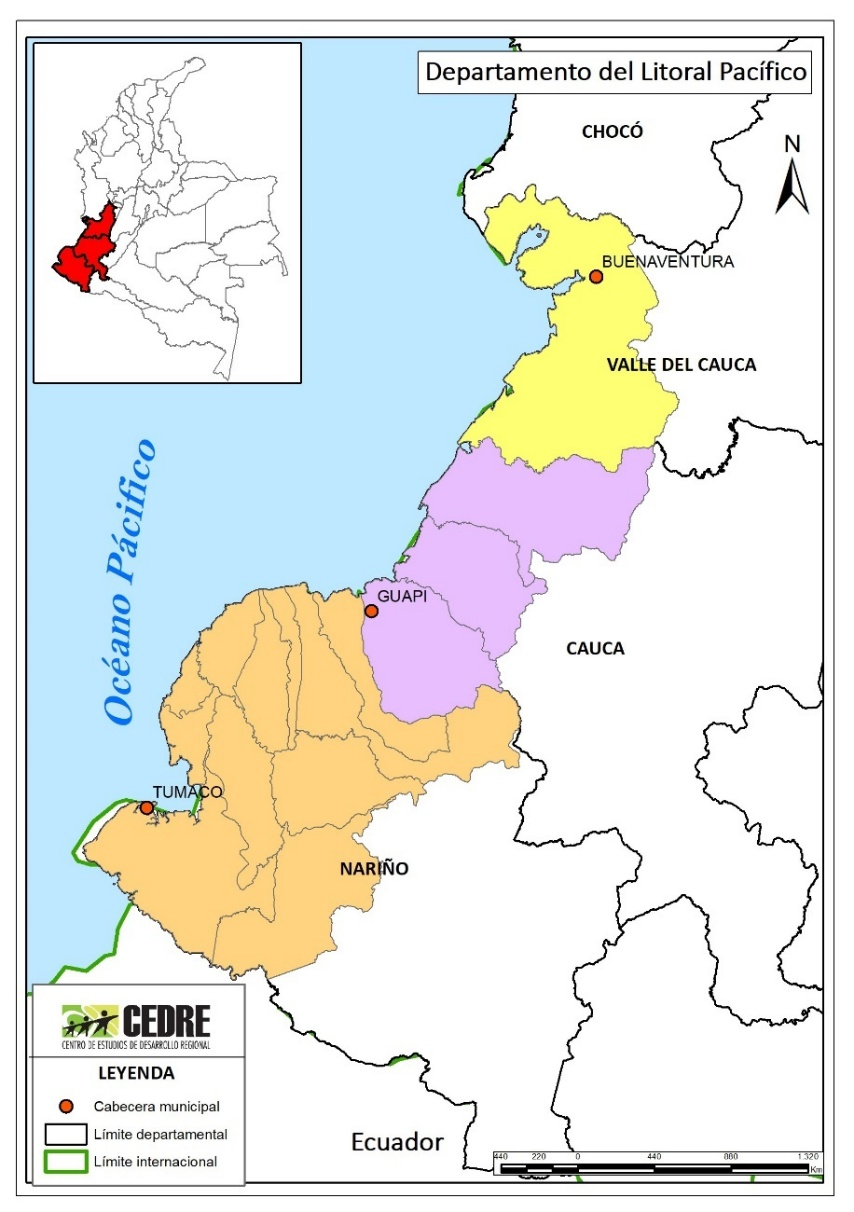 Departamento del Litoral Pacífico
CHOCÓ
N
BUENAVENTURA
VALLE DEL CAUCA
Océano Pácifico
GUAPI
CAUCA
TUMACO
NARIÑO
CEDRE
CENTRO DE ESTUDIOS DE DESARROLLO REGIONAL
LEYENDA
Cabecera municipal
Límite departamental
Límite internacional
Ecuador
440 220 0 440 880 1.320
Km